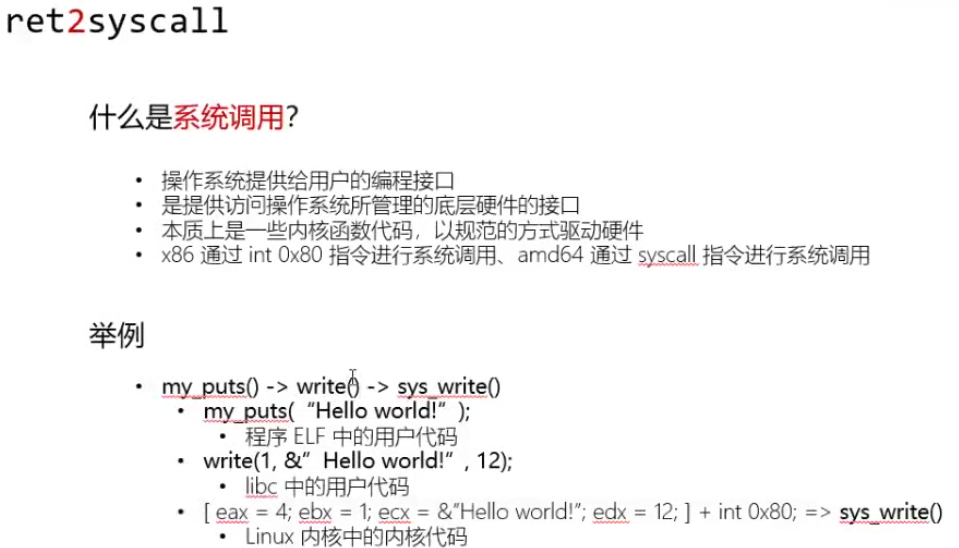 ret2syscall
什么是系统调用?
• 操作系统提供给用户的编程接口
• 是提供访问操作系统所管理的底层硬件的接口
• 本质上是一些内核函数代码，以规范的方式驱动硬件
• x86 通过 int 0x80 指令进行系统调用、amd64 通过 syscall 指令进行系统调用
举例
• my_puts() -> write() -> sys_write()
• my_puts(“Hello world!“ );
• 程序 ELF 中的用户代码
• write(1, &”Hello world!”, 12);
• libc 中的用户代码
• [ eax = 4; ebx = 1; ecx = &”Hello world!”; edx = 12; ] + int 0x80; => sys_write()
• Linux 内核中的内核代码